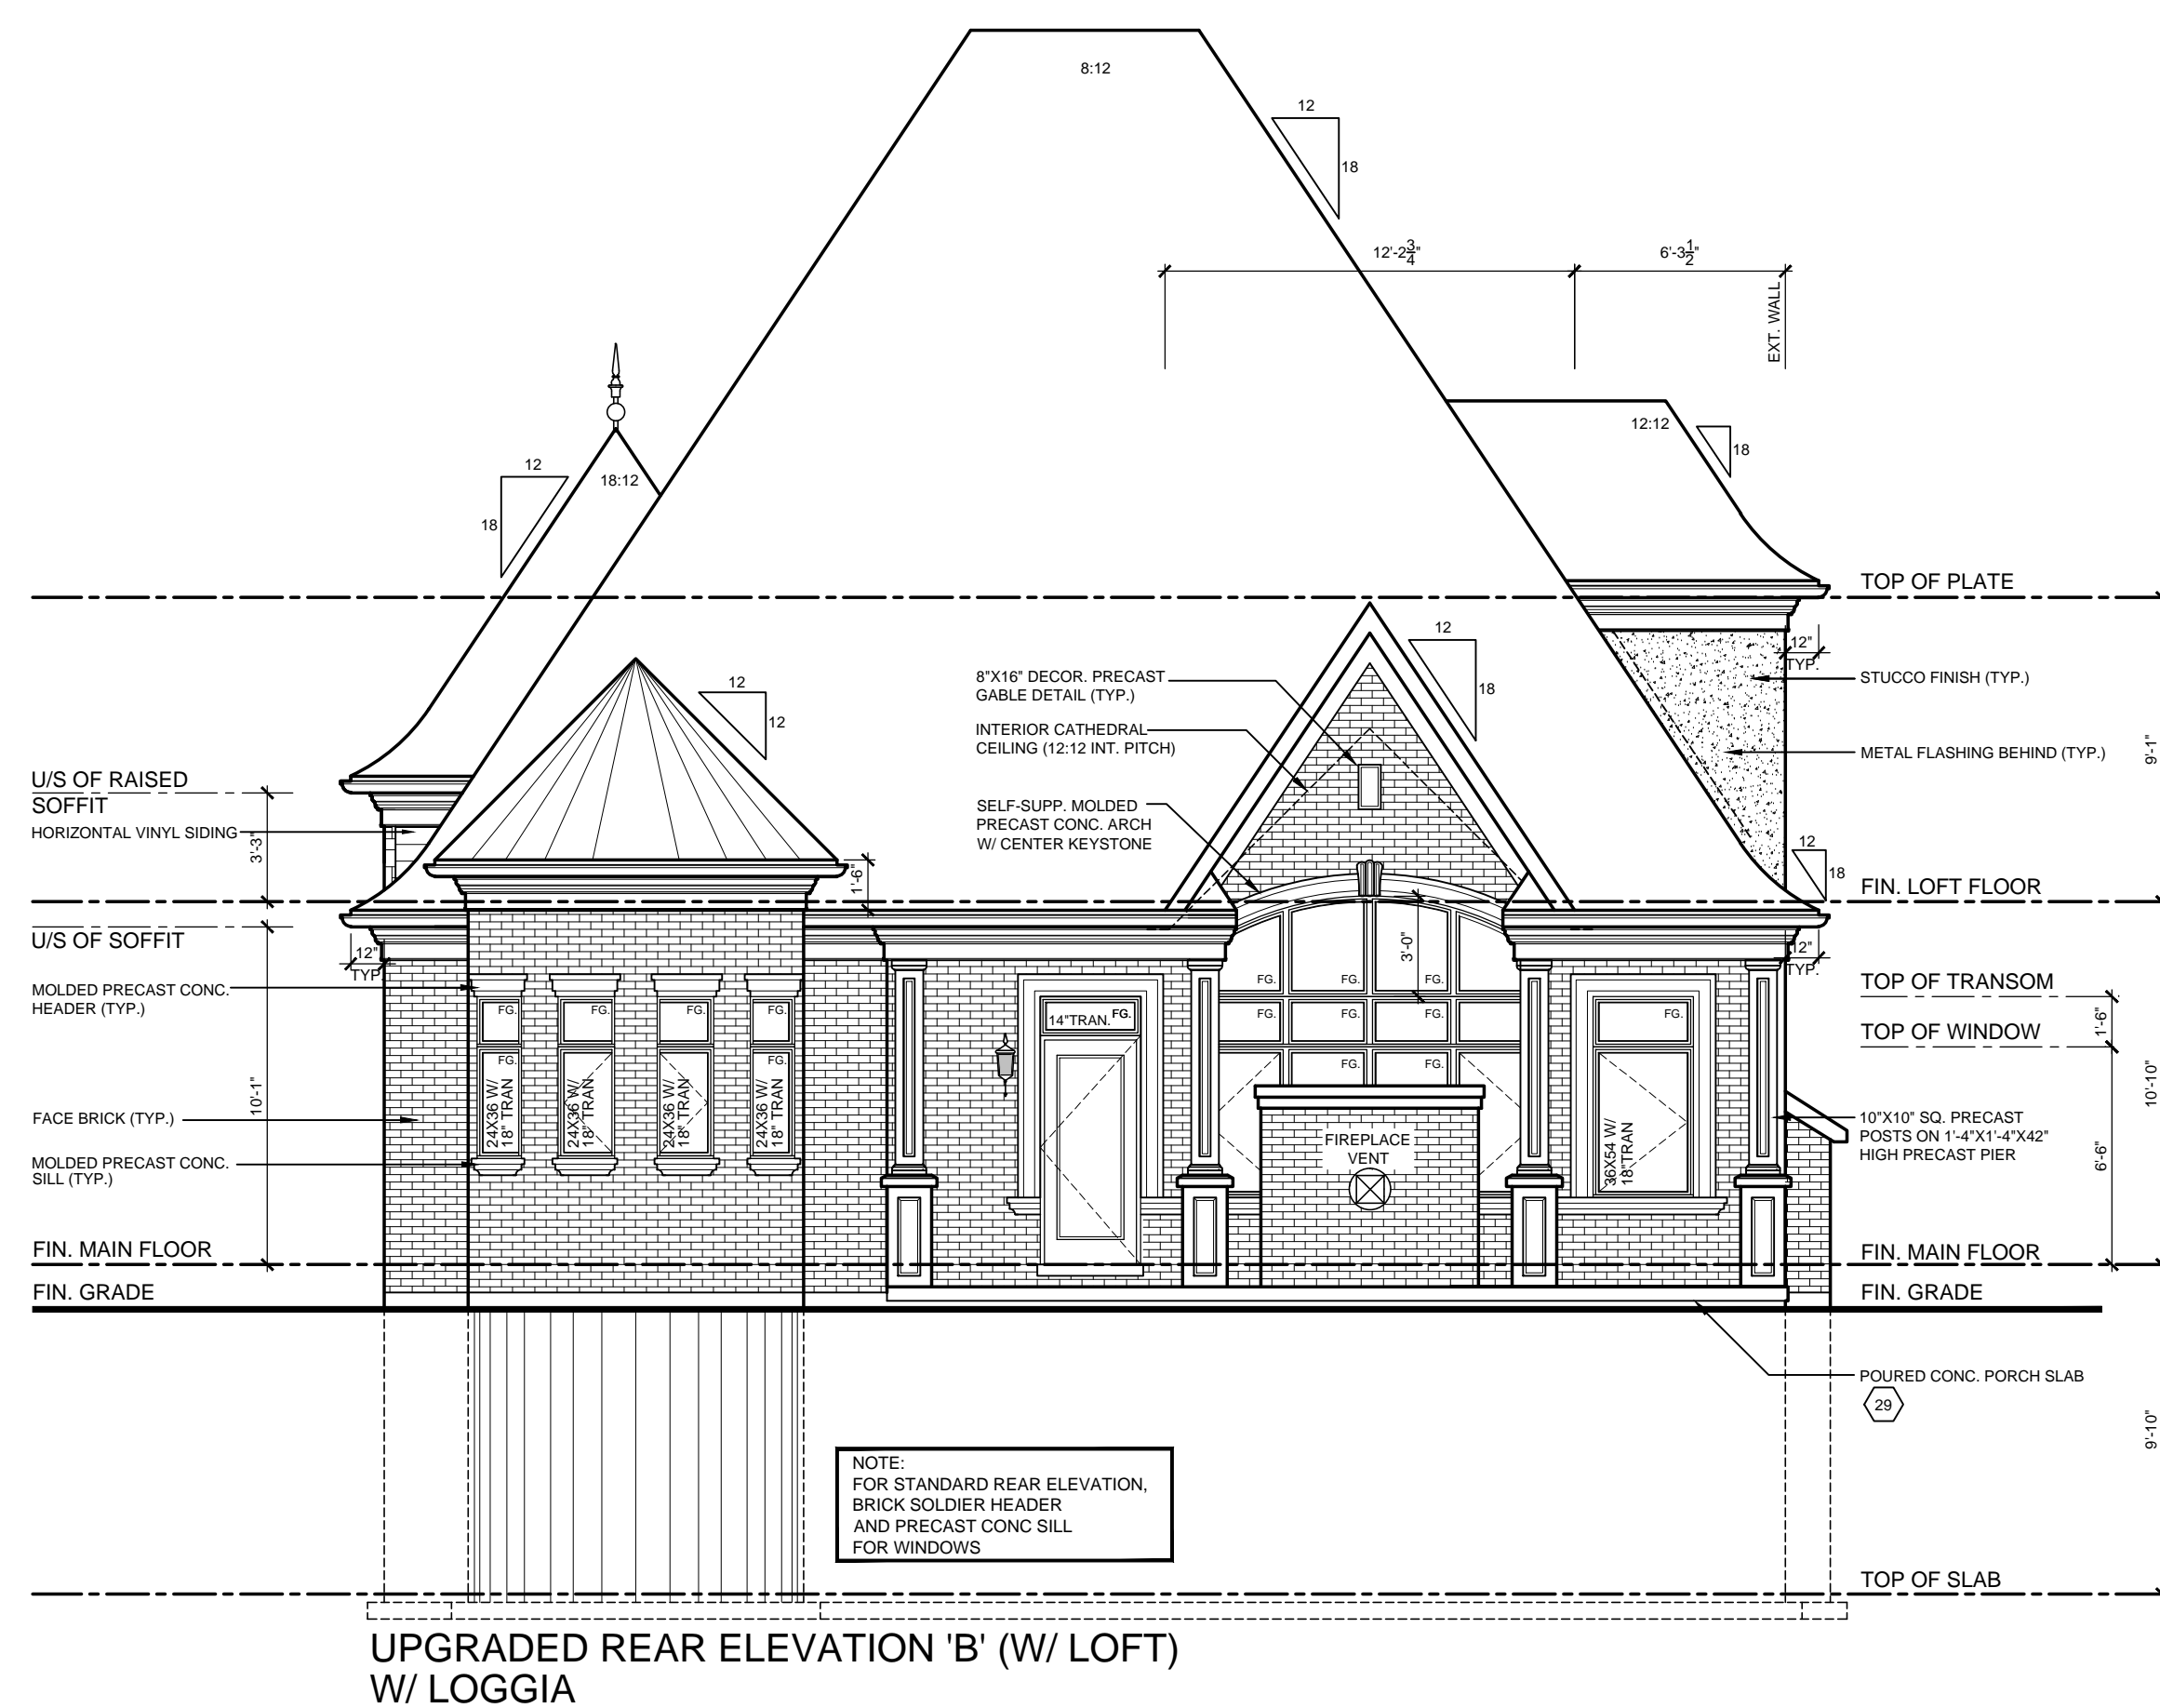 8:12
12
18
12'-2 3/4"
6'-3 1/2"
EXT. WALL
12:12
18
12
18:12
18
TOP OF PLATE
12"
TYP.
12
18
12
12
8"X16" DECOR. PRECAST
GABLE DETAIL (TYP.)
STUCCO FINISH (TYP.)
INTERIOR CATHEDRAL
CEILING (12:12 INT. PITCH)
METAL FLASHING BEHIND (TYP.)
9'-1"
U/S OF RAISED
SOFFIT
HORIZONTAL VINYL SIDING
3'-3"
SELF-SUPP. MOLDED
PRECAST CONC. ARCH
W/ CENTER KEYSTONE
1'-6"
12
18
FIN. LOFT FLOOR
U/S OF SOFFIT
12"
TYP.
3'-0"
12"
TYP.
MOLDED PRECAST CONC.
HEADER (TYP.)
TOP OF TRANSOM
1'-6"
TOP OF WINDOW
FG. FG. FG. FG.
FG. FG.
14"TRAN. FG.
FG. FG. FG.
FG. FG. FG.
FG. FG.
FG.
24X36 W/
18" TRAN
24X36 W/
18" TRAN
24X36 W/
18" TRAN
24X36 W/
18" TRAN
36X54 W/
18"TRAN
10'-1"
10'-10"
6'-6"
FACE BRICK (TYP.)
FIREPLACE
VENT
10"X10" SQ. PRECAST
POSTS ON 1'-4"X1'-4"X42"
HIGH PRECAST PIER
MOLDED PRECAST CONC.
SILL (TYP.)
FIN. MAIN FLOOR
FIN. MAIN FLOOR
FIN. GRADE
FIN. GRADE
POURED CONC. PORCH SLAB
29
9'-10"
NOTE:
FOR STANDARD REAR ELEVATION,
BRICK SOLDIER HEADER
AND PRECAST CONC SILL
FOR WINDOWS
TOP OF SLAB
UPGRADED REAR ELEVATION 'B' (W/ LOFT)
W/ LOGGIA